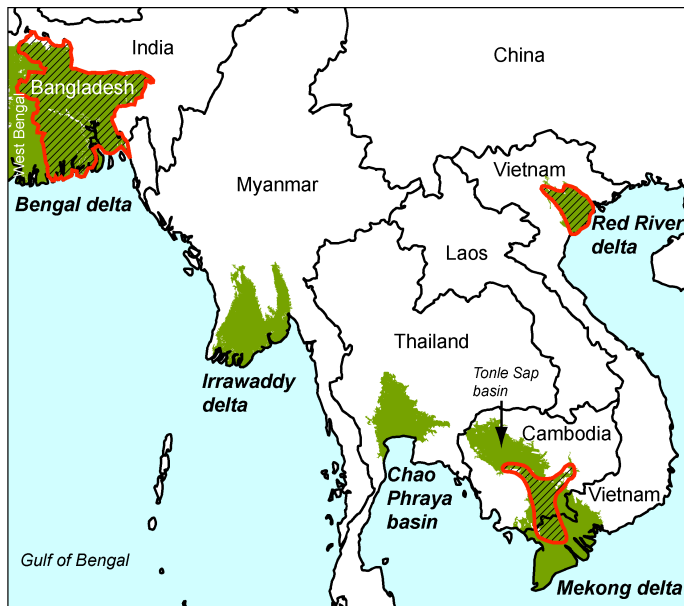 India
China
Bangladesh
West Bengal
Vietnam
Myanmar
Bengal delta
Red River
delta
Laos
Thailand
Irrawaddy
delta
Tonle Sap
basin
Cambodia
Chao
Phraya
basin
Vietnam
Gulf of Bengal
Mekong delta